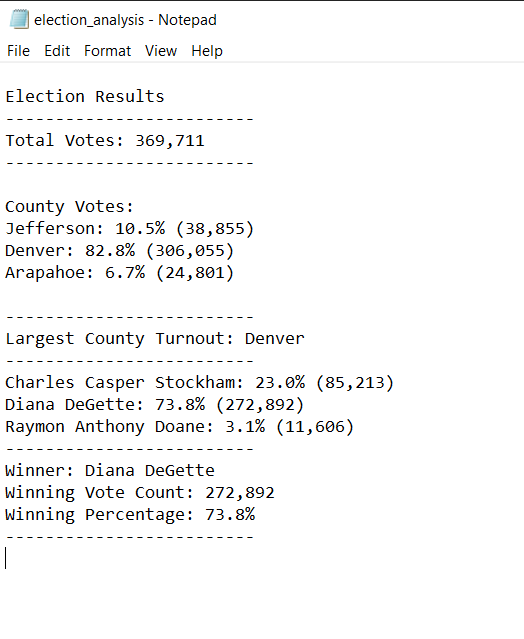 election_analysis - Notepad
File Edit Format View Help
Election Results
-------------------------
Total Votes: 369,711
-------------------------
County Votes:
Jefferson: 10.5% (38,855)
Denver: 82.8% (306,055)
Arapahoe: 6.7% (24,801)
-------------------------
Largest County Turnout: Denver
-------------------------
Charles Casper Stockham: 23.0% (85,213)
Diana DeGette: 73.8% (272,892)
Raymon Anthony Doane: 3.1% (11,606)
-------------------------
Winner: Diana DeGette
Winning Vote Count: 272,892
Winning Percentage: 73.8%
-------------------------